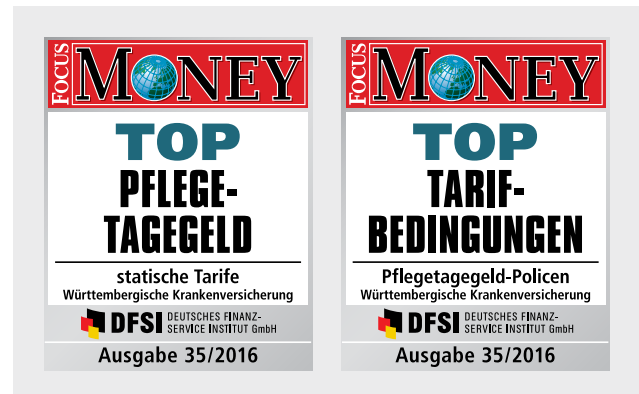 FOCUS
MONEY
TOP
PFLEGE-
TAGEGELD
statische Tarife
Württembergische Krankenversicherung
DFSI DEUTSCHES FINANZ-
SERVICE INSTITUT GmbH
Ausgabe 35/2016
FOCUS
MONEY
TOP
TARIF-
BEDINGUNGEN
Pflegetagegeld-Policen
Württembergische Krankenversicherung
DFSI DEUTSCHES FINANZ-
SERVICE INSTITUT GmbH
Ausgabe 35/2016